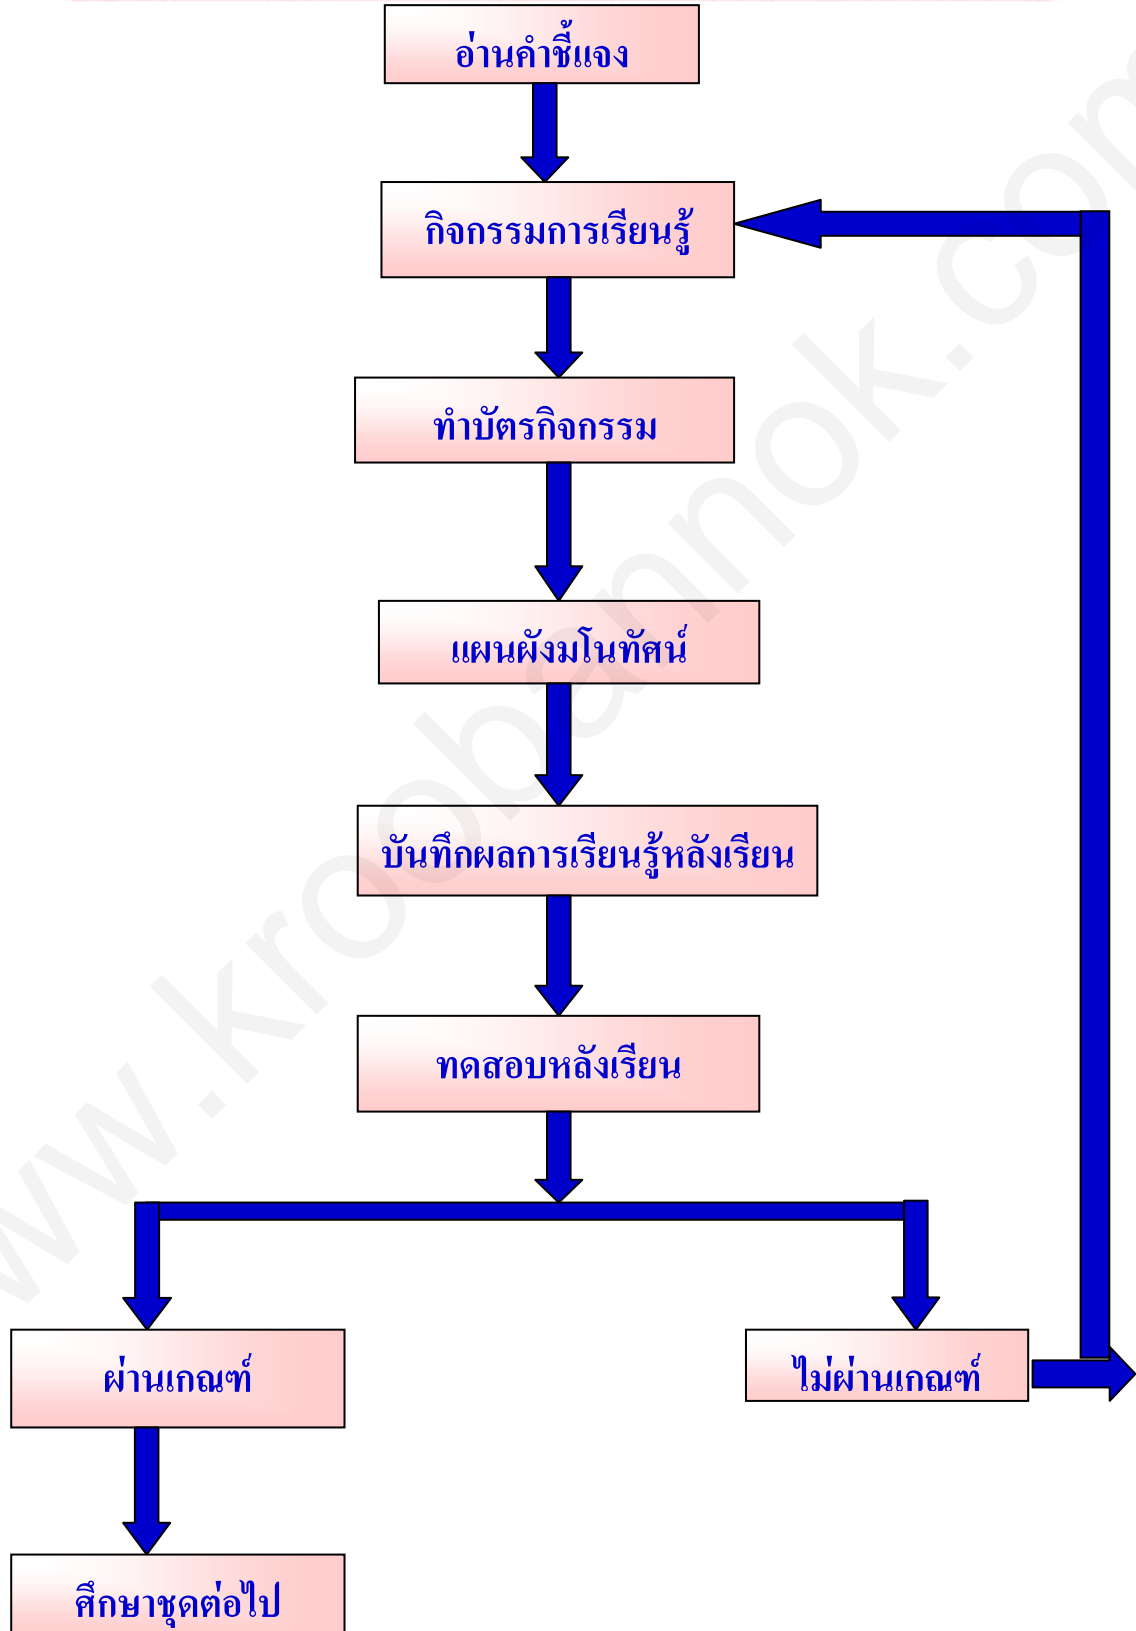 อ่านคำชี้แจง
กิจกรรมการเรียนรู้
ทำบัตรกิจกรรม
แผนผังมโนทัศน์
บันทึกผลการเรียนรู้หลังเรียน
ทดสอบหลังเรียน
ผ่านเกณฑ์
ไม่ผ่านเกณฑ์
ศึกษาชุดต่อไป
www.kroobannok.com